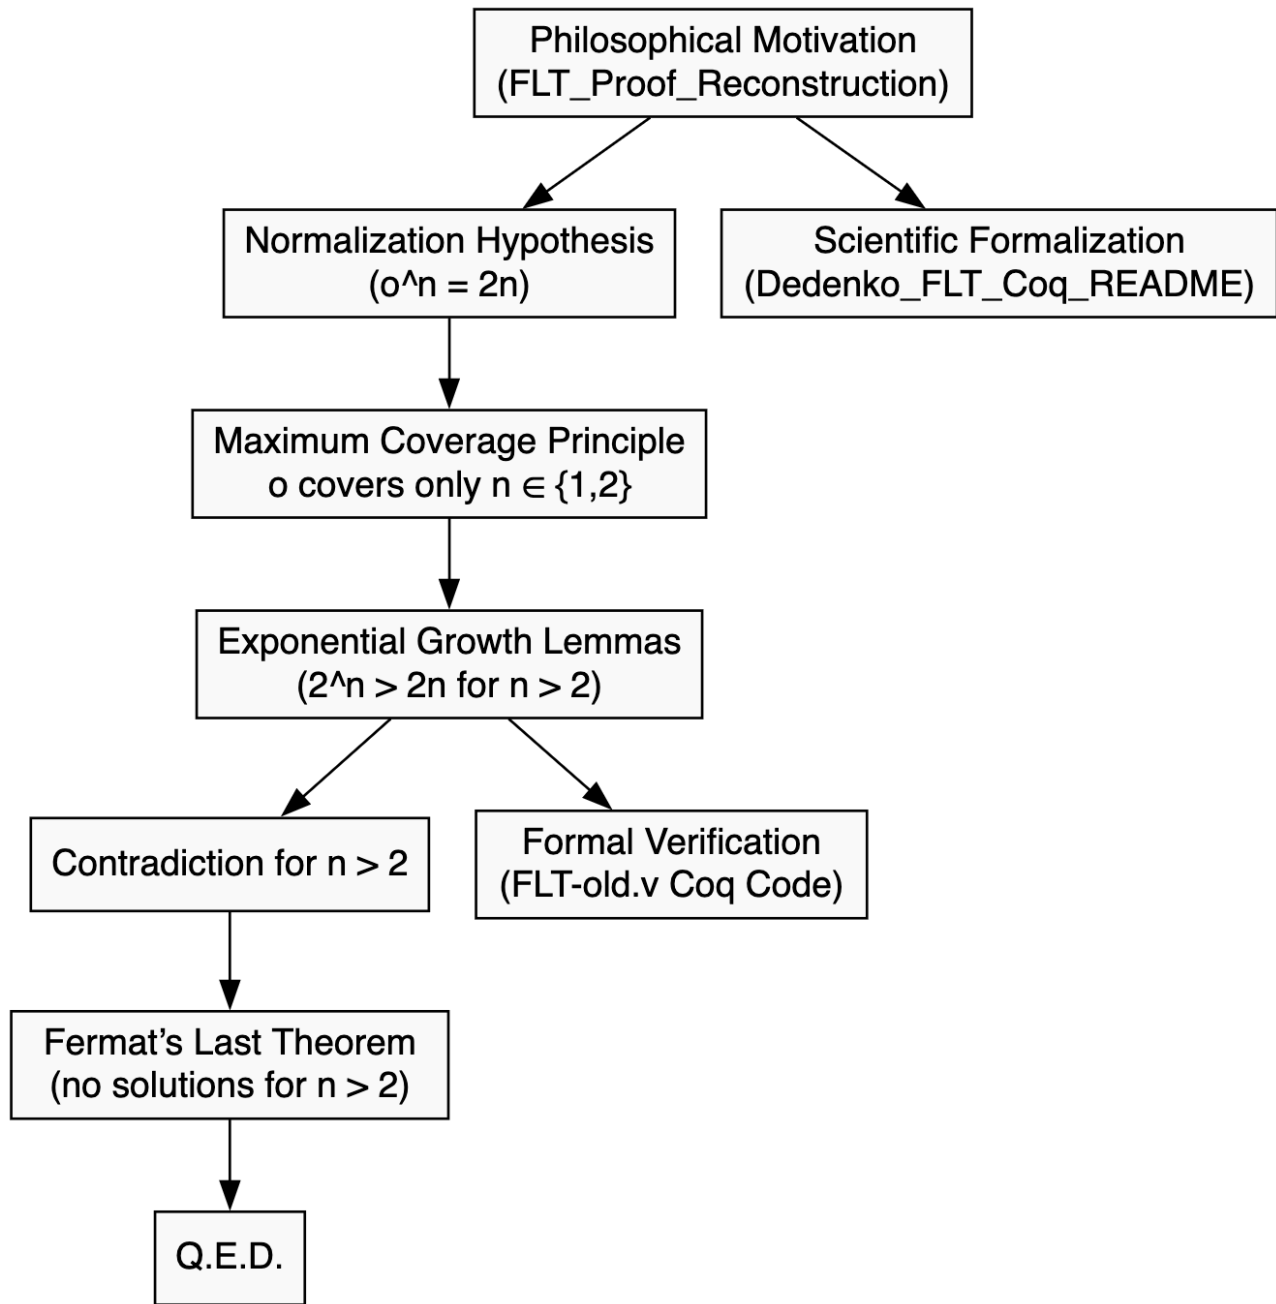 Philosophical Motivation
(FLT_Proof_Reconstruction)
Normalization Hypothesis
(o^n = 2n)
Scientific Formalization
(Dedenko_FLT_Coq_README)
Maximum Coverage Principle
o covers only n ∈ {1,2}
Exponential Growth Lemmas
(2^n > 2n for n > 2)
Contradiction for n > 2
Formal Verification
(FLT-old.v Coq Code)
Fermat’s Last Theorem
(no solutions for n > 2)
Q.E.D.